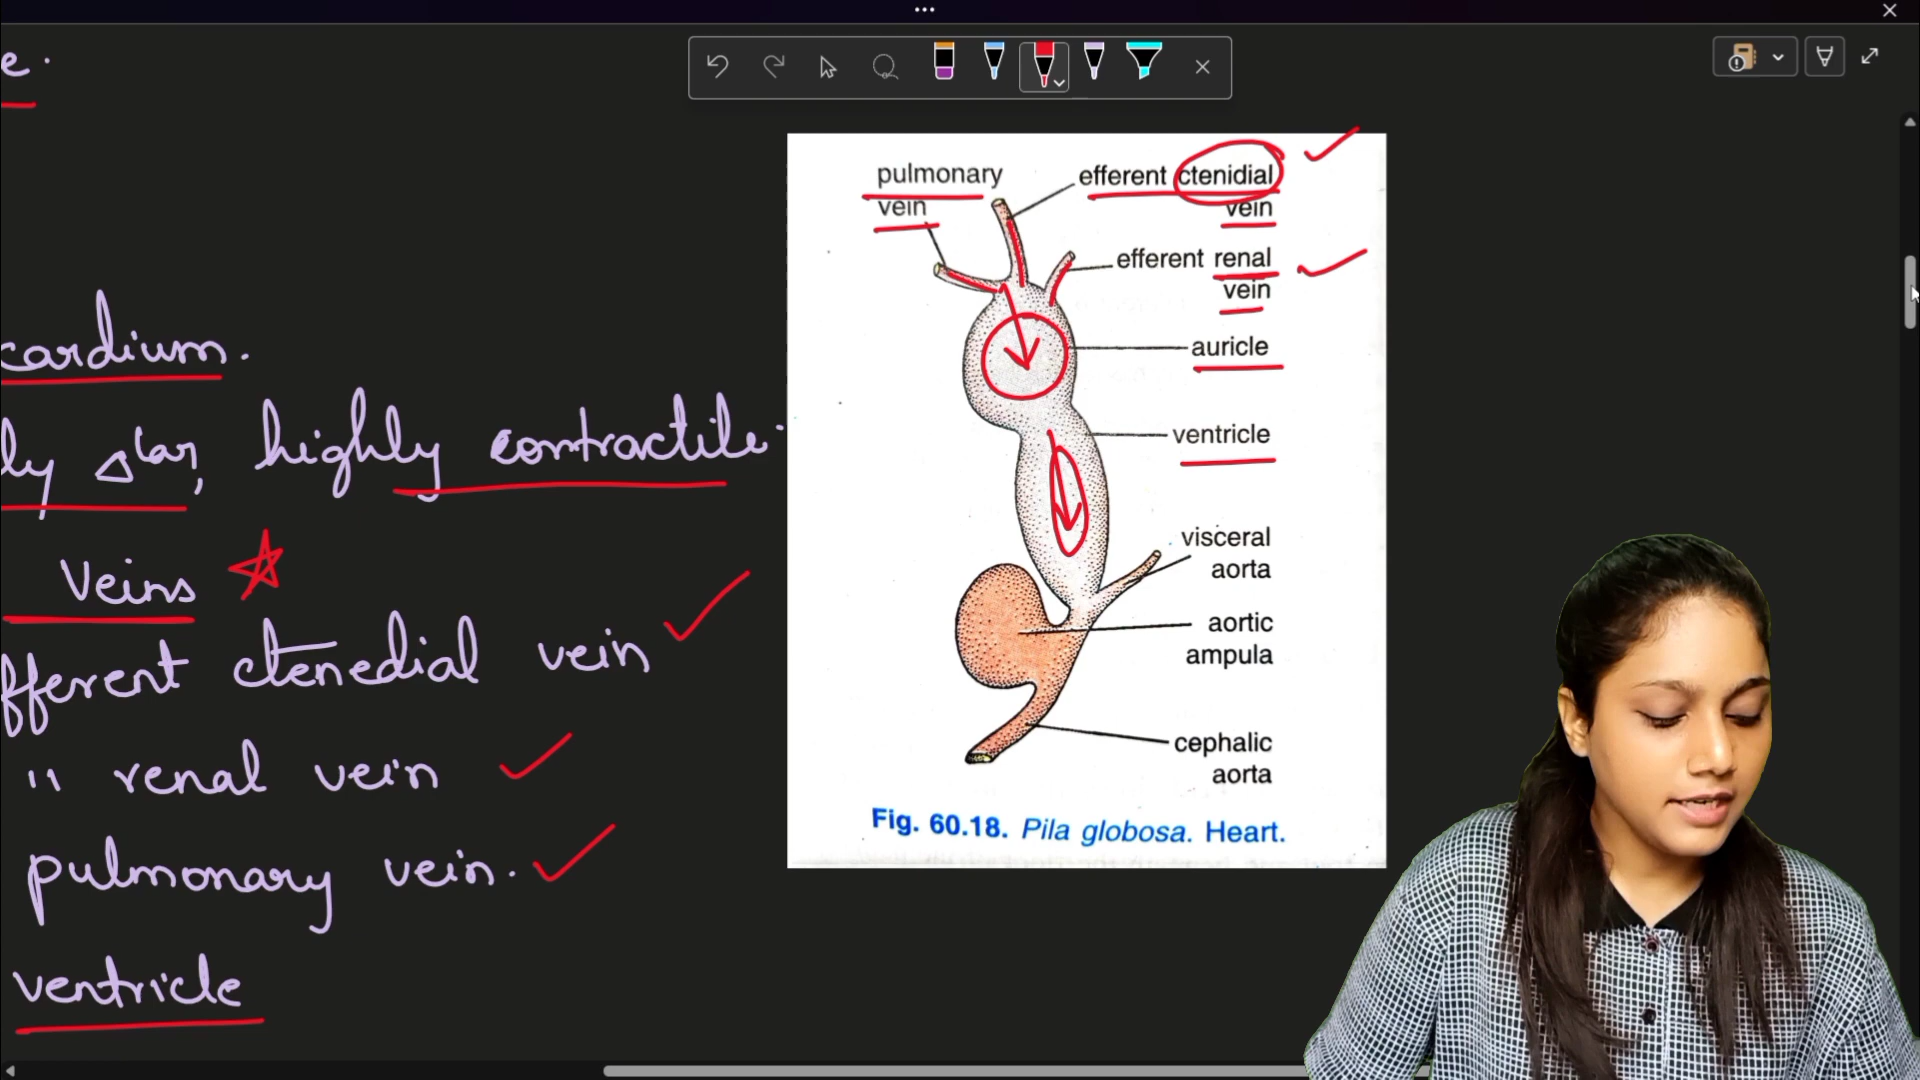 e.
cardium.
ly Δlar, highly contractile.
Veins
fferent ctenedial vein
" renal vein
pulmonary vein.
ventricle
pulmonary
vein
efferent ctenidial
vein
efferent renal
vein
auricle
ventricle
visceral
aorta
aortic
ampula
cephalic
aorta
Fig. 60.18. Pila globosa. Heart.